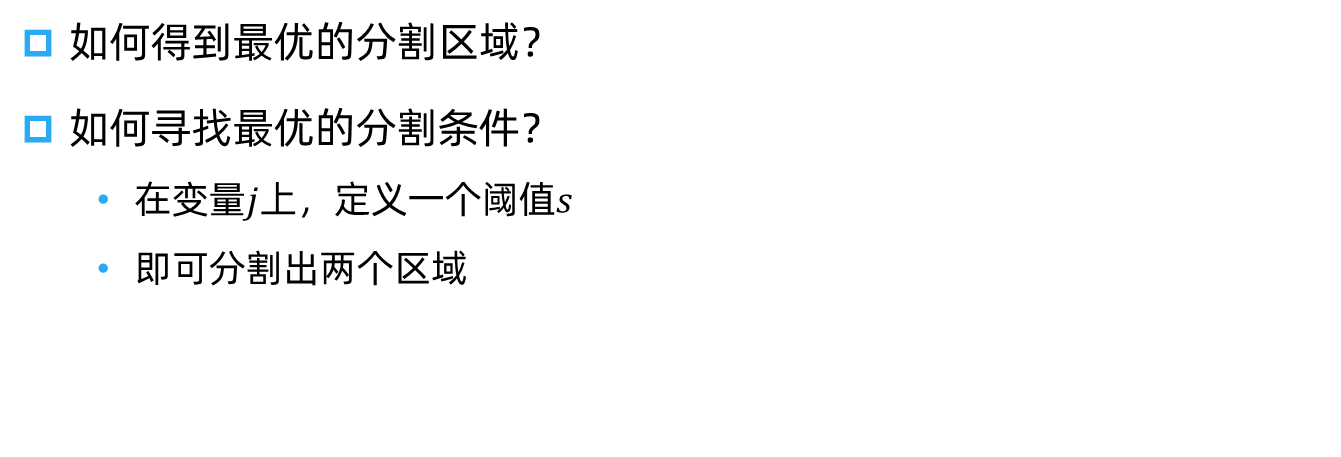 如何得到最优的分割区域？
如何寻找最优的分割条件？
• 在变量j上，定义一个阈值s
• 即可分割出两个区域